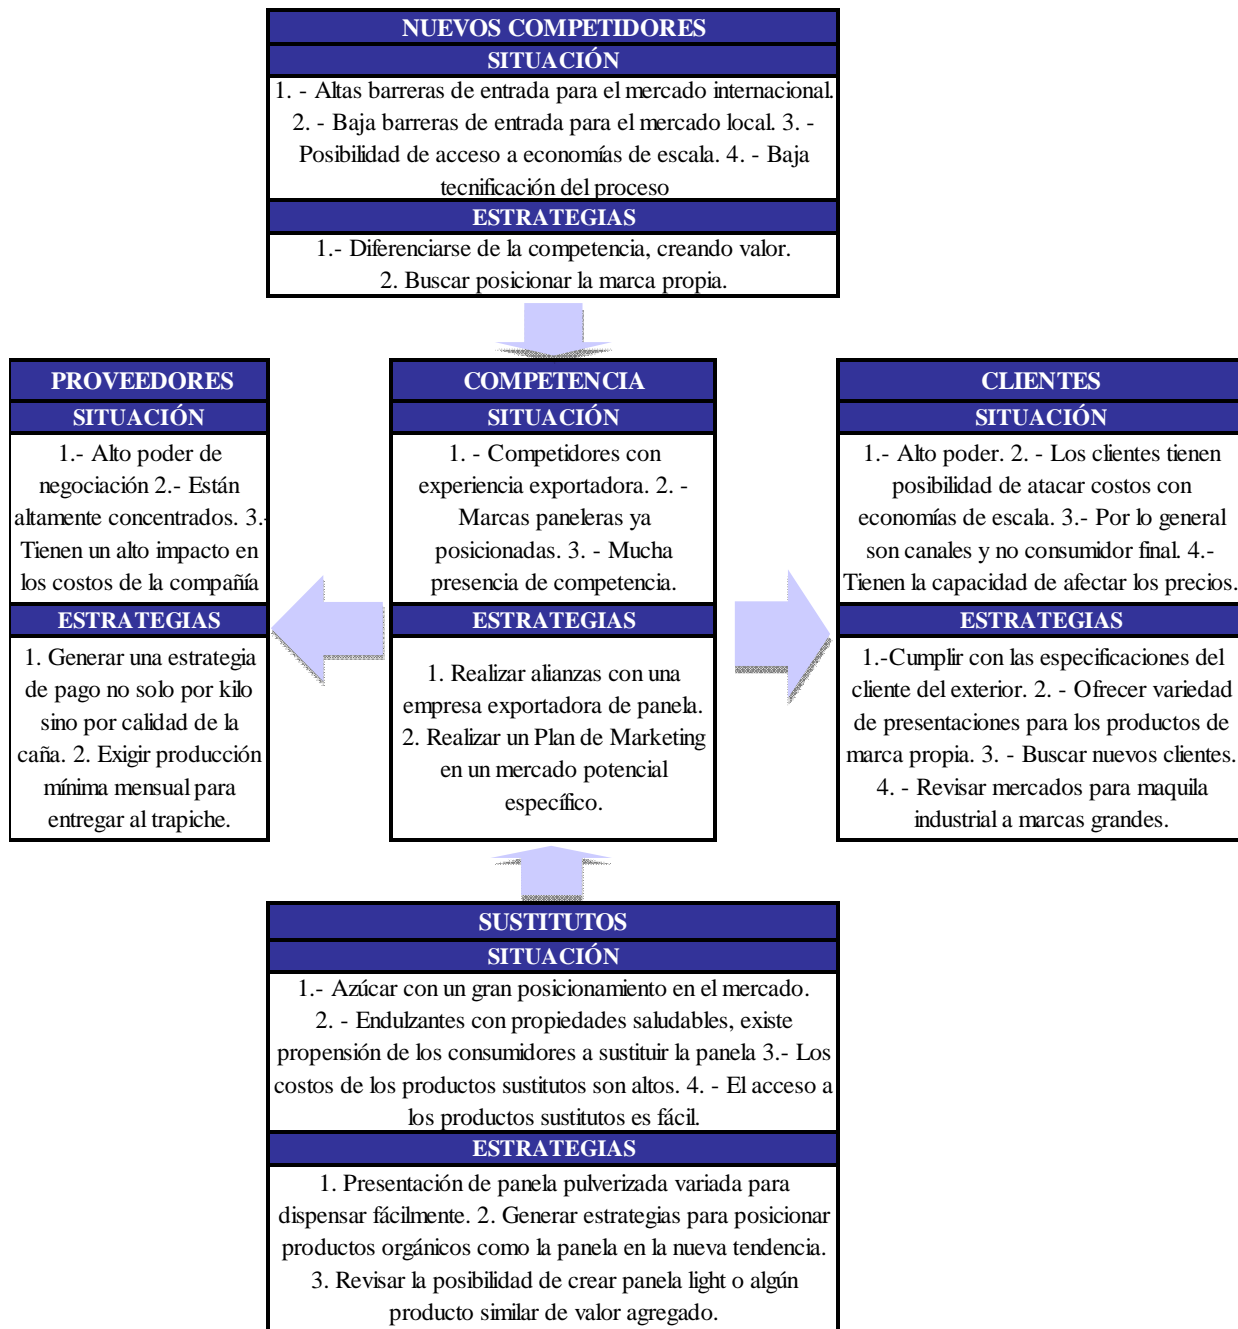 NUEVOS COMPETIDORES
SITUACIÓN
1. - Altas barreras de entrada para el mercado internacional.
2. - Baja barreras de entrada para el mercado local. 3. -
Posibilidad de acceso a economías de escala. 4. - Baja
tecnificación del proceso
ESTRATEGIAS
1.- Diferenciarse de la competencia, creando valor.
2. Buscar posicionar la marca propia.
PROVEEDORES
SITUACIÓN
1.- Alto poder de
negociación 2.- Están
altamente concentrados. 3.-
Tienen un alto impacto en
los costos de la compañía
ESTRATEGIAS
1. Generar una estrategia
de pago no solo por kilo
sino por calidad de la
caña. 2. Exigir producción
mínima mensual para
entregar al trapiche.
COMPETENCIA
SITUACIÓN
1. - Competidores con
experiencia exportadora. 2. -
Marcas paneleras ya
posicionadas. 3. - Mucha
presencia de competencia.
ESTRATEGIAS
1. Realizar alianzas con una
empresa exportadora de panela.
2. Realizar un Plan de Marketing
en un mercado potencial
específico.
CLIENTES
SITUACIÓN
1.- Alto poder. 2. - Los clientes tienen
posibilidad de atacar costos con
economías de escala. 3.- Por lo general
son canales y no consumidor final. 4.-
Tienen la capacidad de afectar los precios.
ESTRATEGIAS
1.-Cumplir con las especificaciones del
cliente del exterior. 2. - Ofrecer variedad
de presentaciones para los productos de
marca propia. 3. - Buscar nuevos clientes.
4. - Revisar mercados para maquila
industrial a marcas grandes.
SUSTITUTOS
SITUACIÓN
1.- Azúcar con un gran posicionamiento en el mercado.
2. - Endulzantes con propiedades saludables, existe
propensión de los consumidores a sustituir la panela 3.- Los
costos de los productos sustitutos son altos. 4. - El acceso a
los productos sustitutos es fácil.
ESTRATEGIAS
1. Presentación de panela pulverizada variada para
dispensar fácilmente. 2. Generar estrategias para posicionar
productos orgánicos como la panela en la nueva tendencia.
3. Revisar la posibilidad de crear panela light o algún
producto similar de valor agregado.